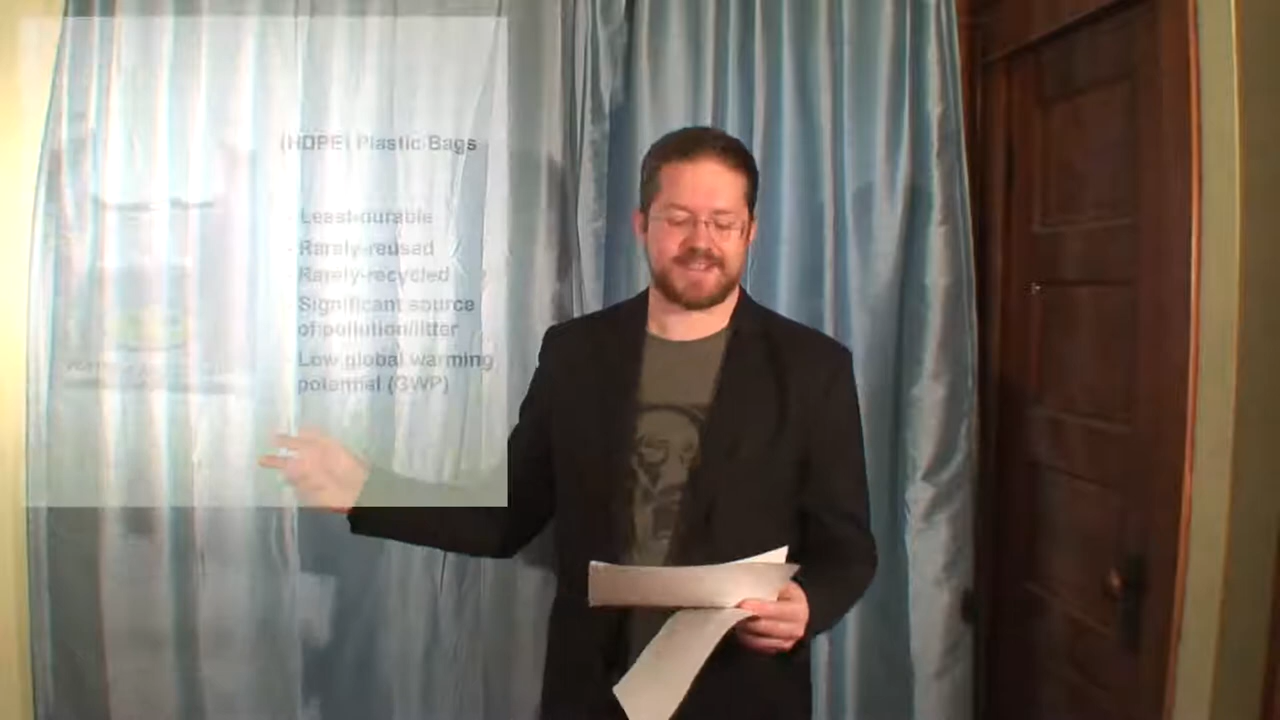 (HDPE) Plastic Bags
- Least-durable
- Rarely-reused
- Rarely-recycled
- Significant source
of pollution/litter
- Low global warming
potential (GWP)